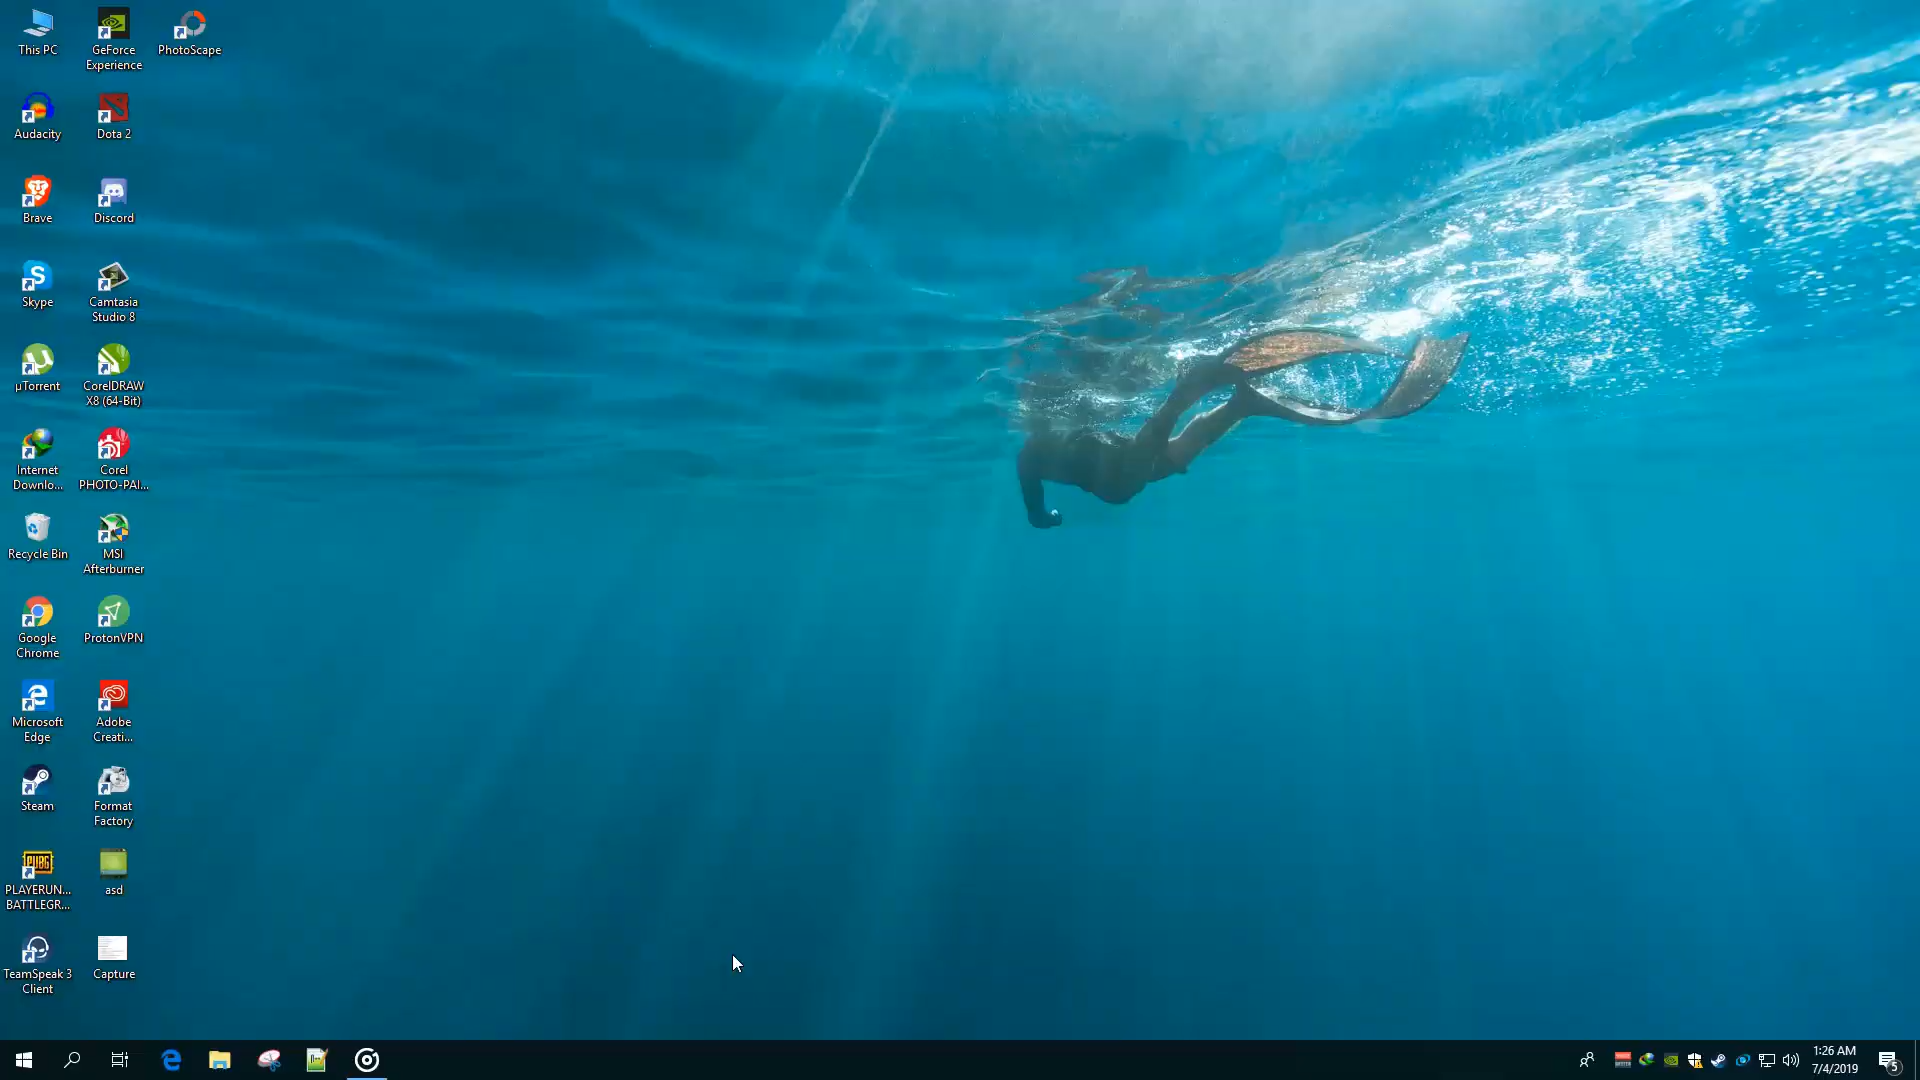 This PC
GeForce
Experience
PhotoScape
Audacity
Dota 2
Brave
Discord
Skype
Camtasia
Studio 8
µTorrent
CorelDRAW
X8 (64-Bit)
Internet
Downlo...
Corel
PHOTO-PAI...
Recycle Bin
MSI
Afterburner
Google
Chrome
ProtonVPN
Microsoft
Edge
Adobe
Creati...
Steam
Format
Factory
PUBG
PLAYERUN...
BATTLEGR...
asd
TeamSpeak 3
Client
Capture
1:26 AM
7/4/2019
5